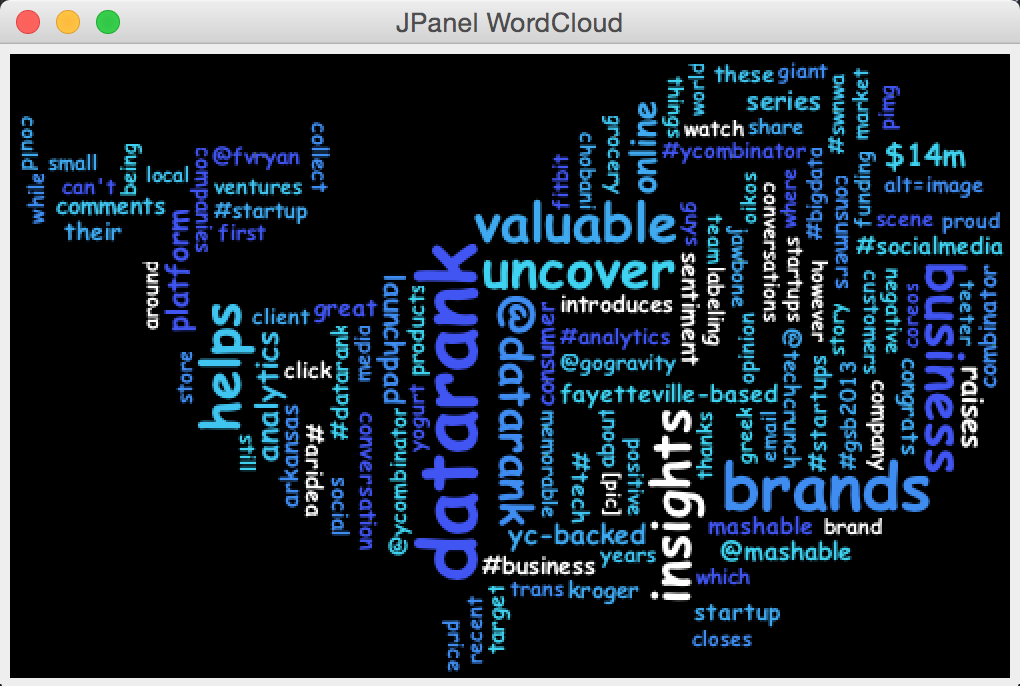 JPanel WordCloud
could
while
small
can't
being
local
comments
their
companies
@fvryan
ventures
#startup
first
collect
platform
around
store
helps
client
great
analytics
click
#datarank
media
launchpad
products
yogurt
still
arkansas
#aridea
social
conversation
@ycombinator
datarank
valuable
uncover
@datarank
introduces
consumer
#analytics
@gogravity
fayetteville-based
memorable
#tech
unopa
[pic]
positive
yc-backed
#business
years
trans
kroger
target
recent
price
insights
thanks
fitbit
chobani
grocery
online
things
world
these
giant
series
watch
share
#ycombinator
#swnwa
market
pimg
$14m
alt=image
guys
sentiment
team
labeling
jawbone
oikos
conversations
where
startups
#bigdata
however
consumers
funding
scene
proud
#socialmedia
story
customers
negative
coreos
business
teeter.
combinator
raises
opinion
@techcrunch
#startups
#gsb2013
company
congrats
greek
email
brands
mashable
brand
@mashable
which
startup
closes